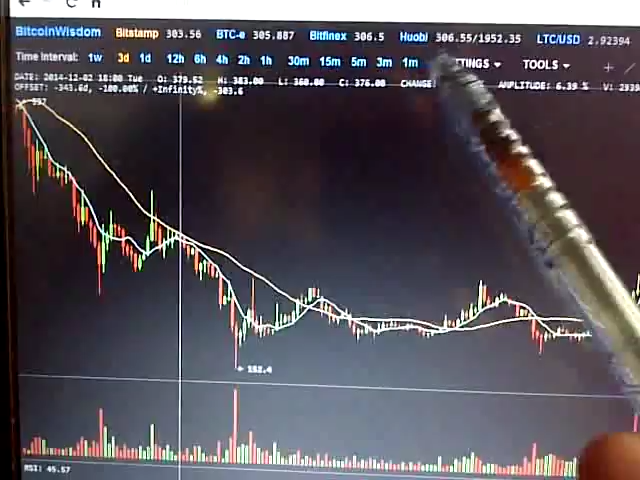 BitcoinWisdom Bitstamp 303.56 BTC-e 305.887 Bitfinex 306.5 Huobi 306.55/1952.35 LTC/USD 2.92394
Time Interval: 1w 3d 1d 12h 6h 4h 2h 1h 30m 15m 5m 3m 1m TTINGS TOOLS
DATE: 2014-12-02 18:00 Tue O: 379.52 H: 383.00 L: 360.00 C: 376.00 CHANGE: AMPLITUDE: 6.39 %
OFFSET: -343.6d, -100.00% / +Infinity%, -303.6
152.4
RSI: 45.57